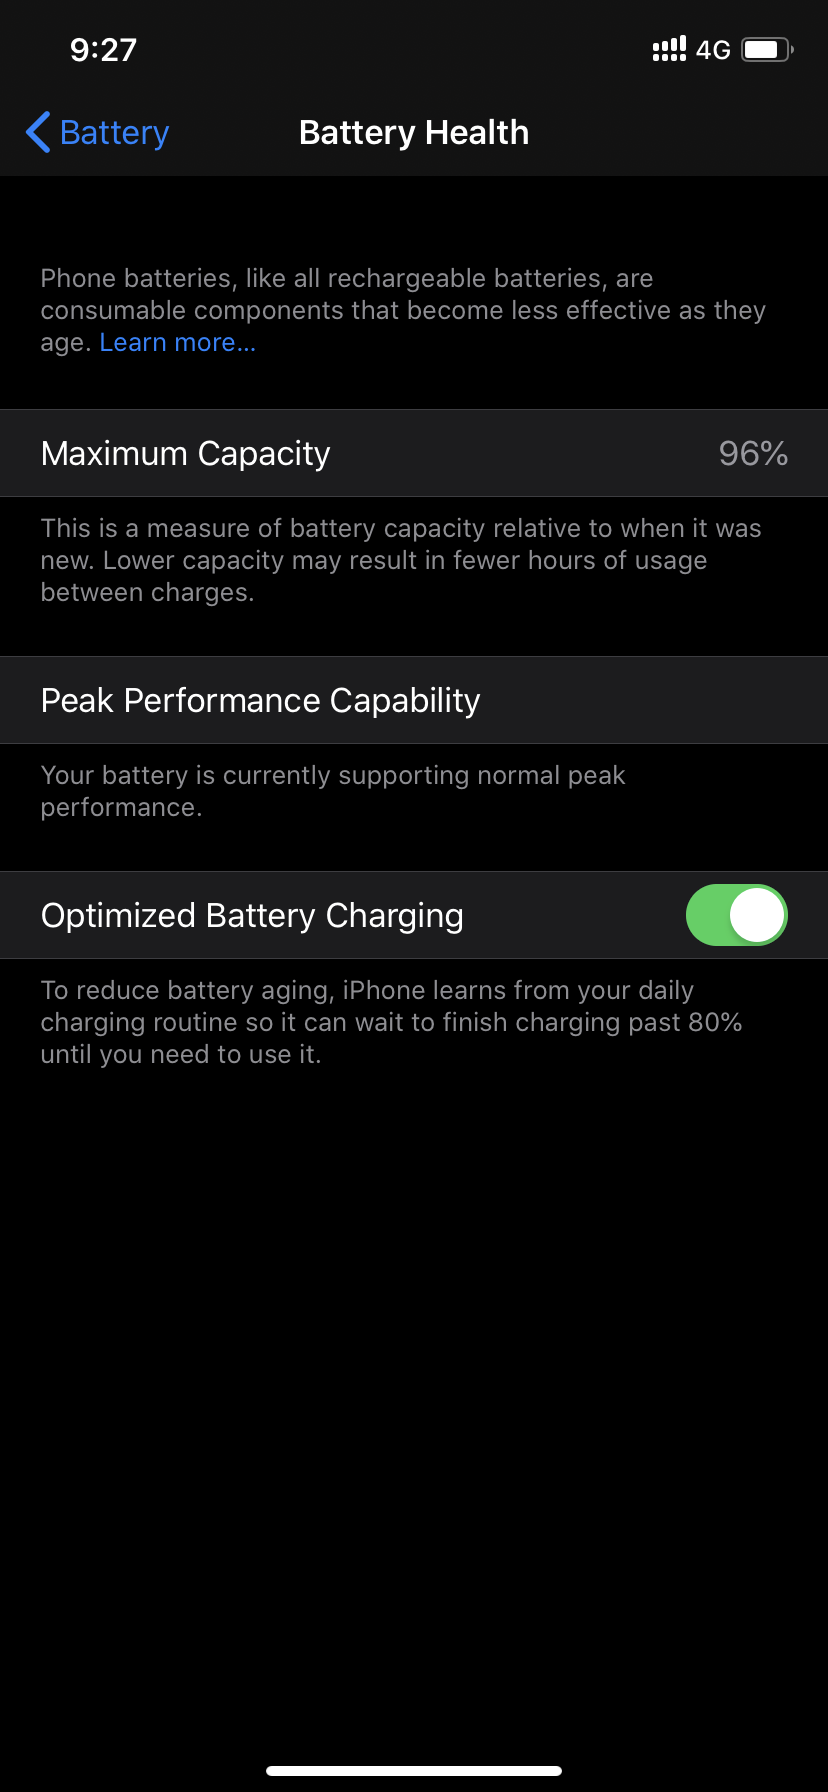 9:27
4G
Battery
Battery Health
Phone batteries, like all rechargeable batteries, are
consumable components that become less effective as they
age. Learn more...
Maximum Capacity 96%
This is a measure of battery capacity relative to when it was
new. Lower capacity may result in fewer hours of usage
between charges.
Peak Performance Capability
Your battery is currently supporting normal peak
performance.
Optimized Battery Charging
To reduce battery aging, iPhone learns from your daily
charging routine so it can wait to finish charging past 80%
until you need to use it.